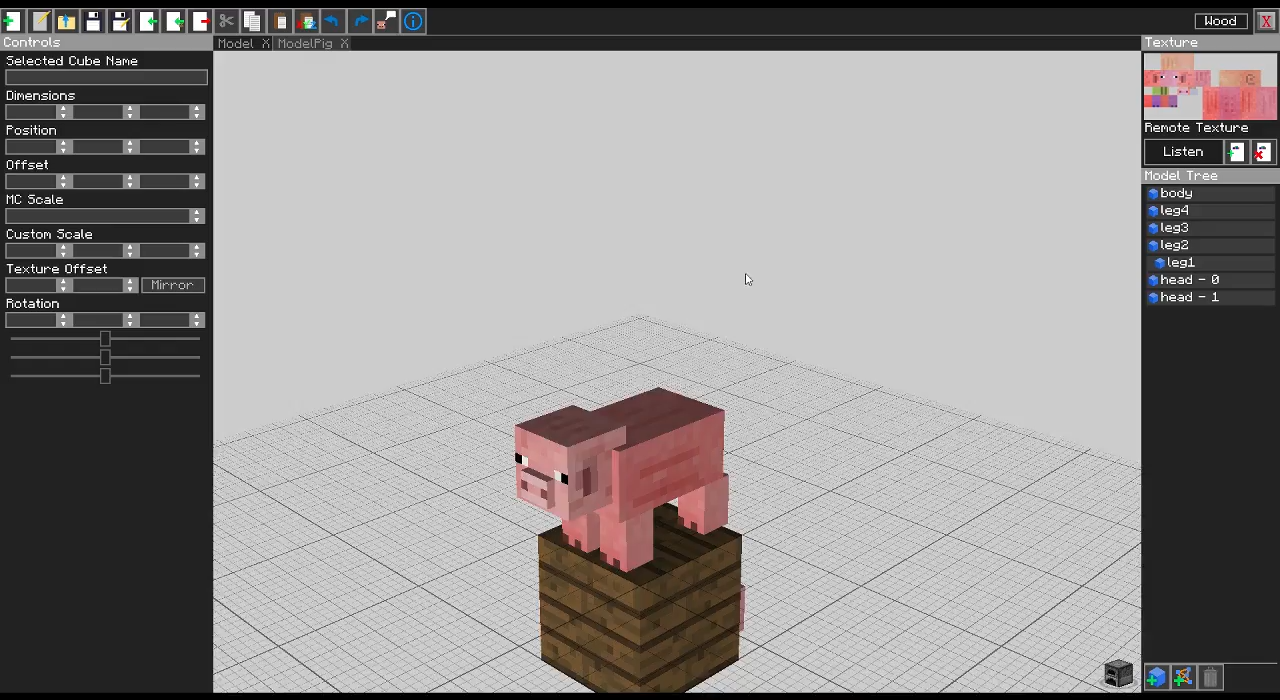 Wood
X
Controls
Model X ModelPig X
Texture
Selected Cube Name
Dimensions
Position
Offset
MC Scale
Custom Scale
Texture Offset
Mirror
Rotation
Remote Texture
Listen
Model Tree
body
leg4
leg3
leg2
leg1
head - 0
head - 1